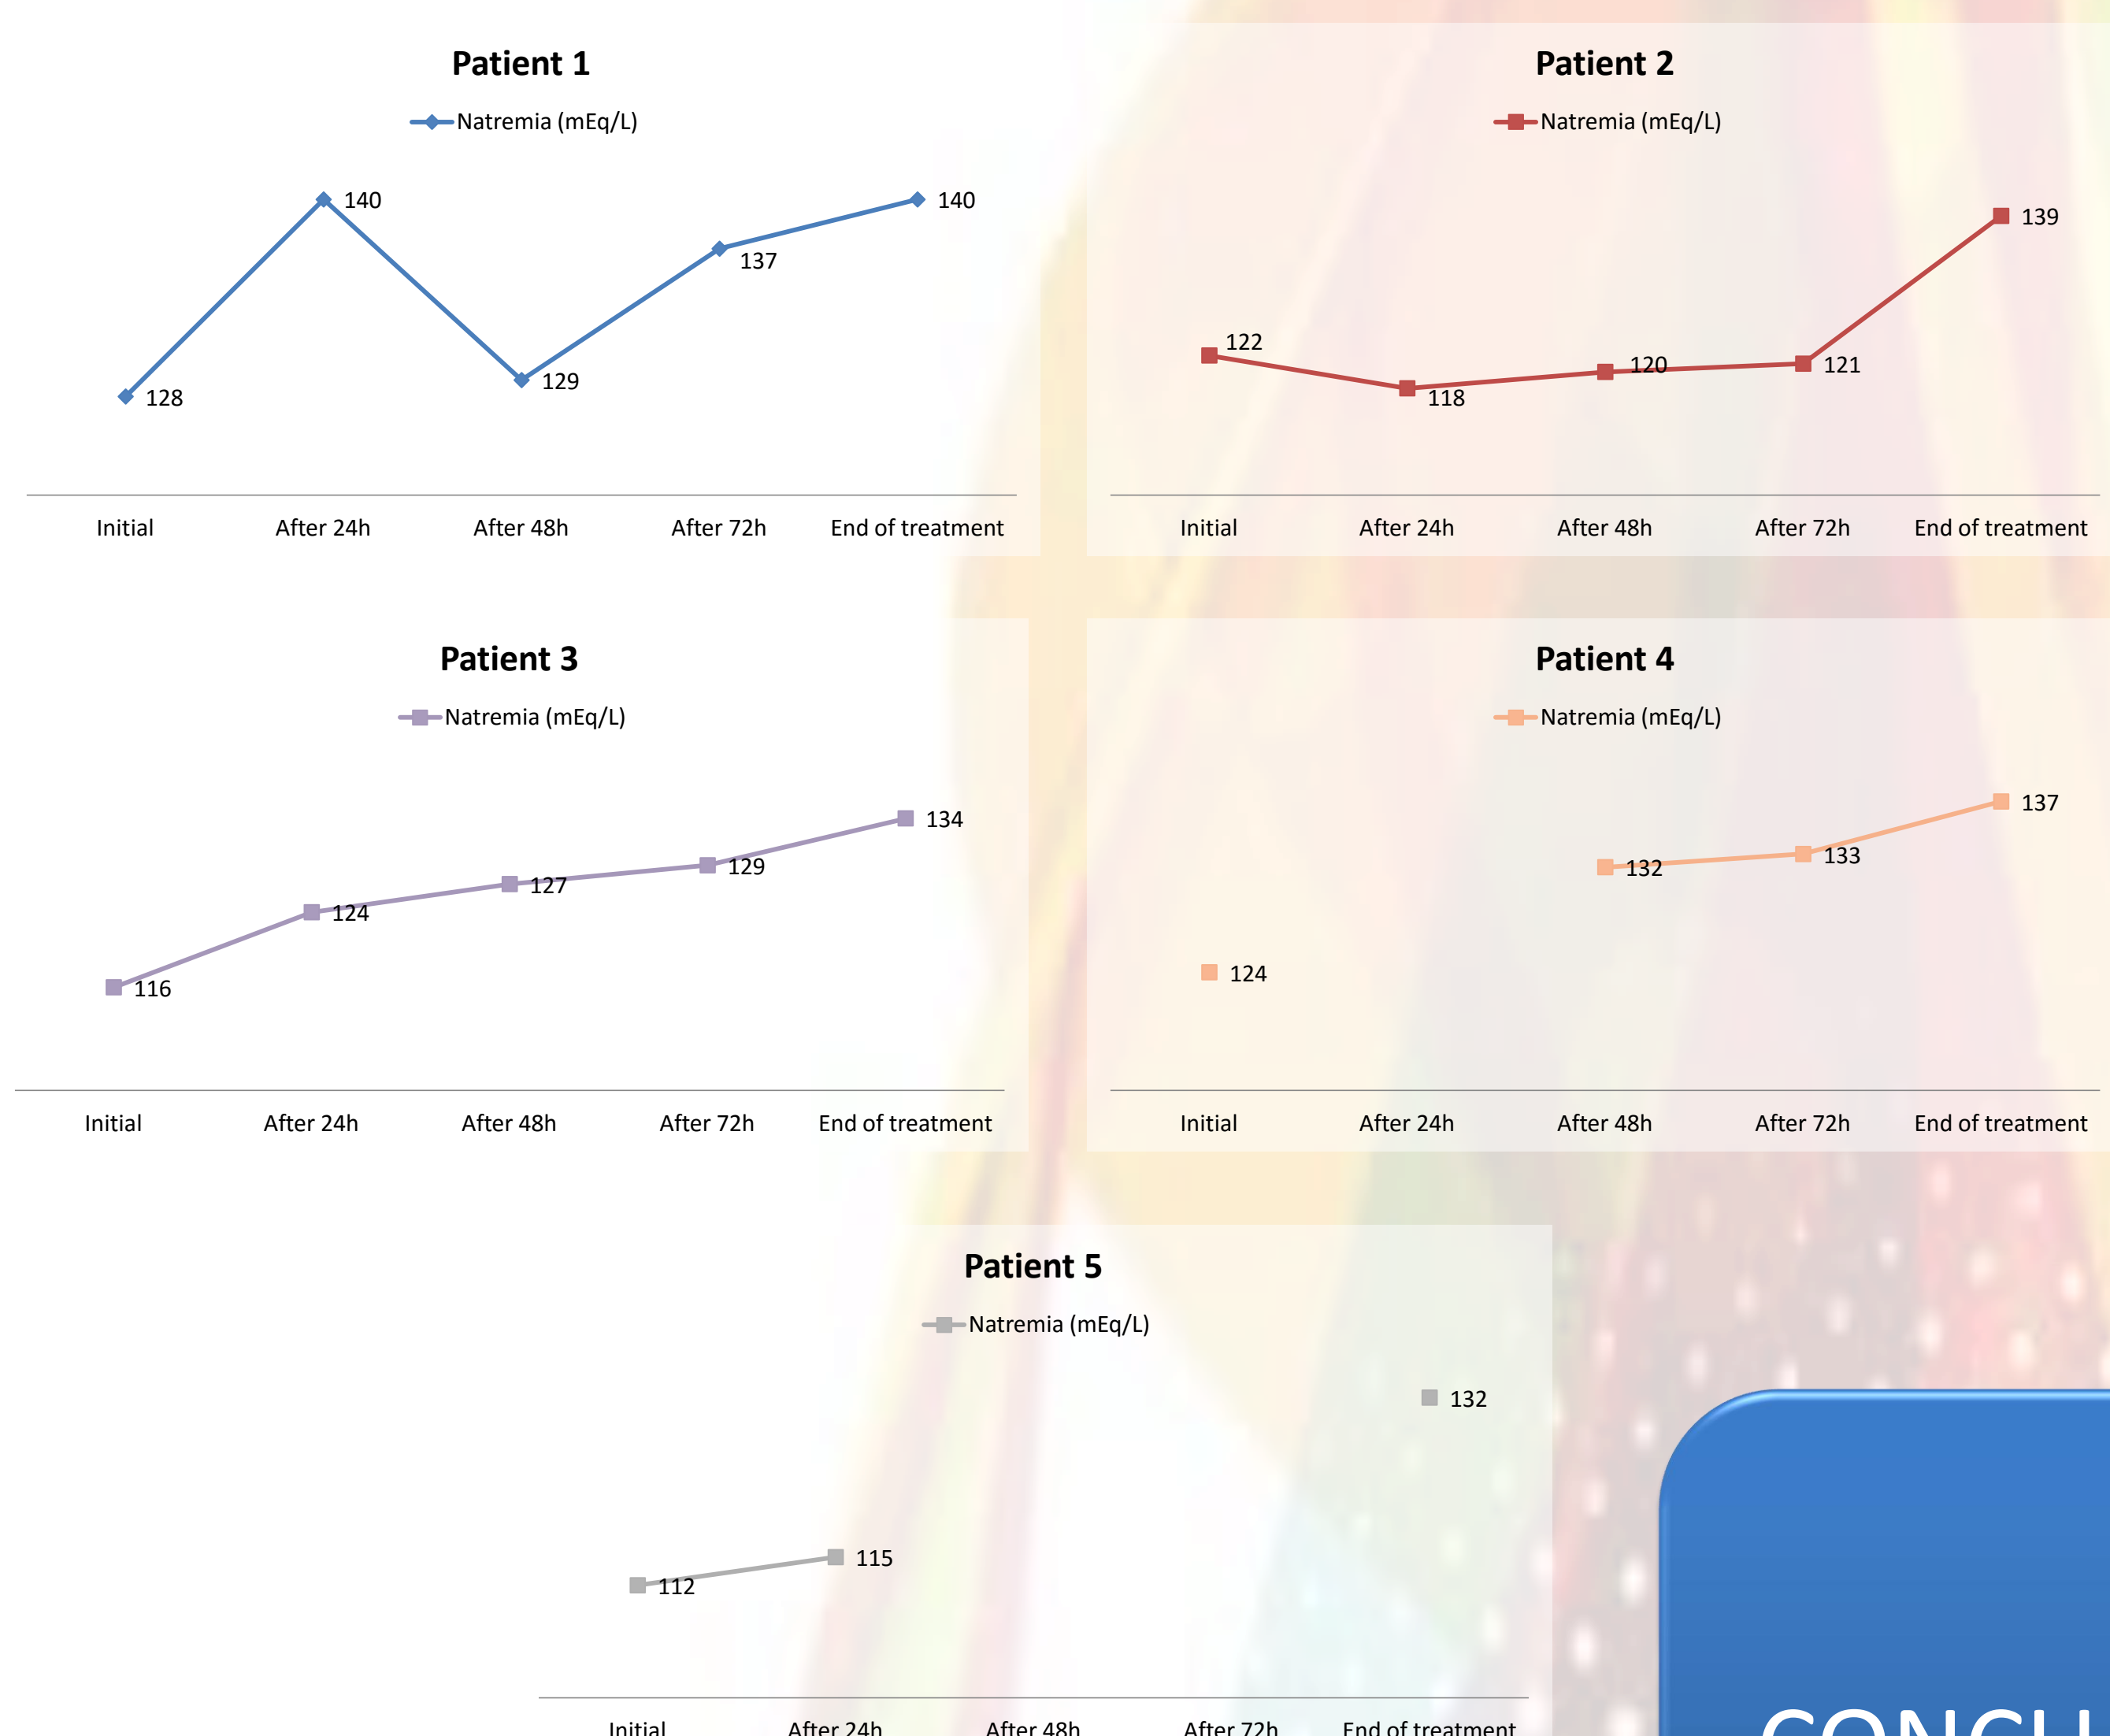 Patient 1
Natremia (mEq/L)
140
140
137
129
128
Initial After 24h After 48h After 72h End of treatment
Patient 2
Natremia (mEq/L)
139
122
120
121
118
Initial After 24h After 48h After 72h End of treatment
Patient 3
Natremia (mEq/L)
134
129
127
124
116
Initial After 24h After 48h After 72h End of treatment
Patient 4
Natremia (mEq/L)
137
133
132
124
Initial After 24h After 48h After 72h End of treatment
Patient 5
Natremia (mEq/L)
132
115
112
Initial After 24h After 48h After 72h End of treatment